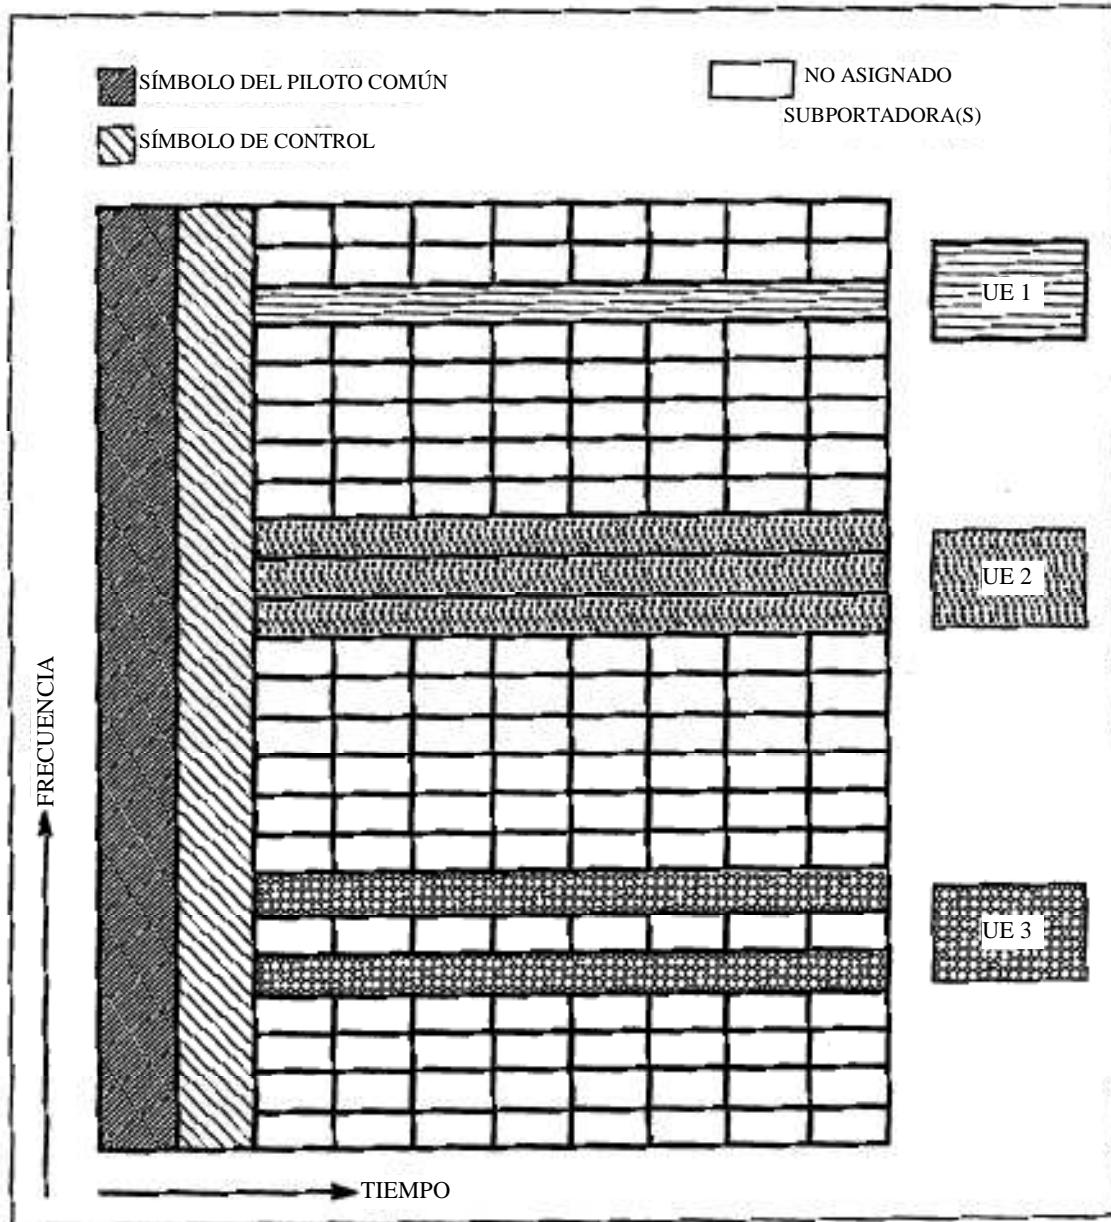 SÍMBOLO DEL PILOTO COMÚN
NO ASIGNADO
SUBPORTADORA(S)
SÍMBOLO DE CONTROL
UE 1
UE 2
UE 3
FRECUENCIA
TIEMPO